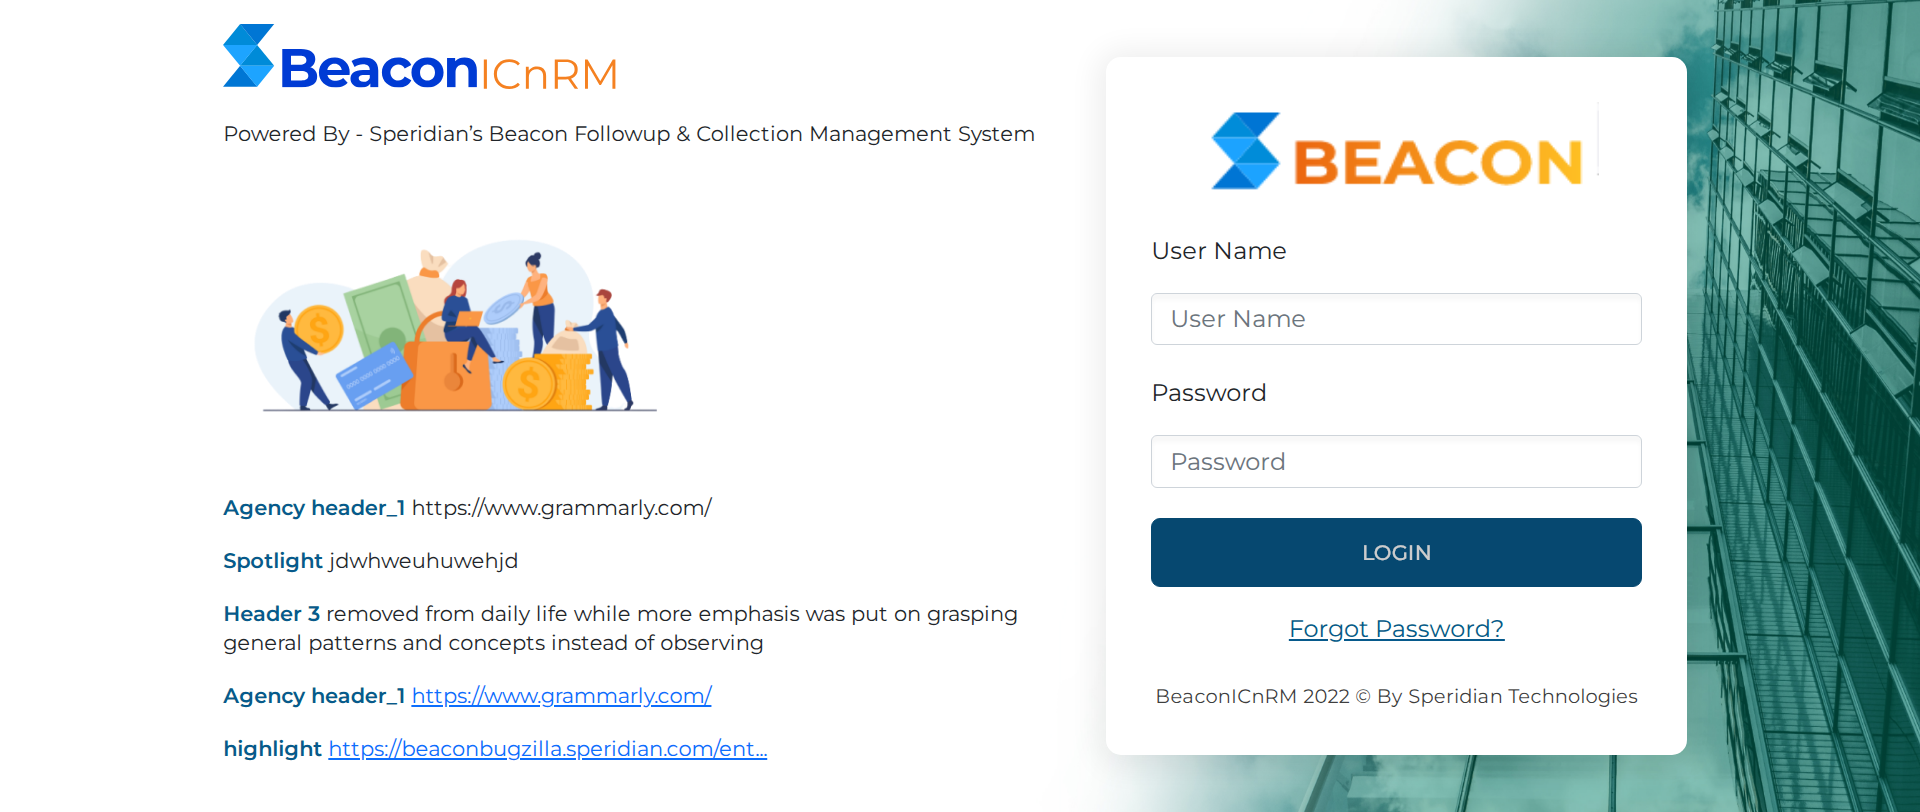 BeaconICnRM
Powered By - Speridian’s Beacon Followup & Collection Management System
Agency header_1 https://www.grammarly.com/
Spotlight jdwhweuhuwehjd
Header 3 removed from daily life while more emphasis was put on grasping
general patterns and concepts instead of observing
Agency header_1 https://www.grammarly.com/
highlight https://beaconbugzilla.speridian.com/ent...
BEACON
User Name
User Name
Password
Password
LOGIN
Forgot Password?
BeaconICnRM 2022 © By Speridian Technologies